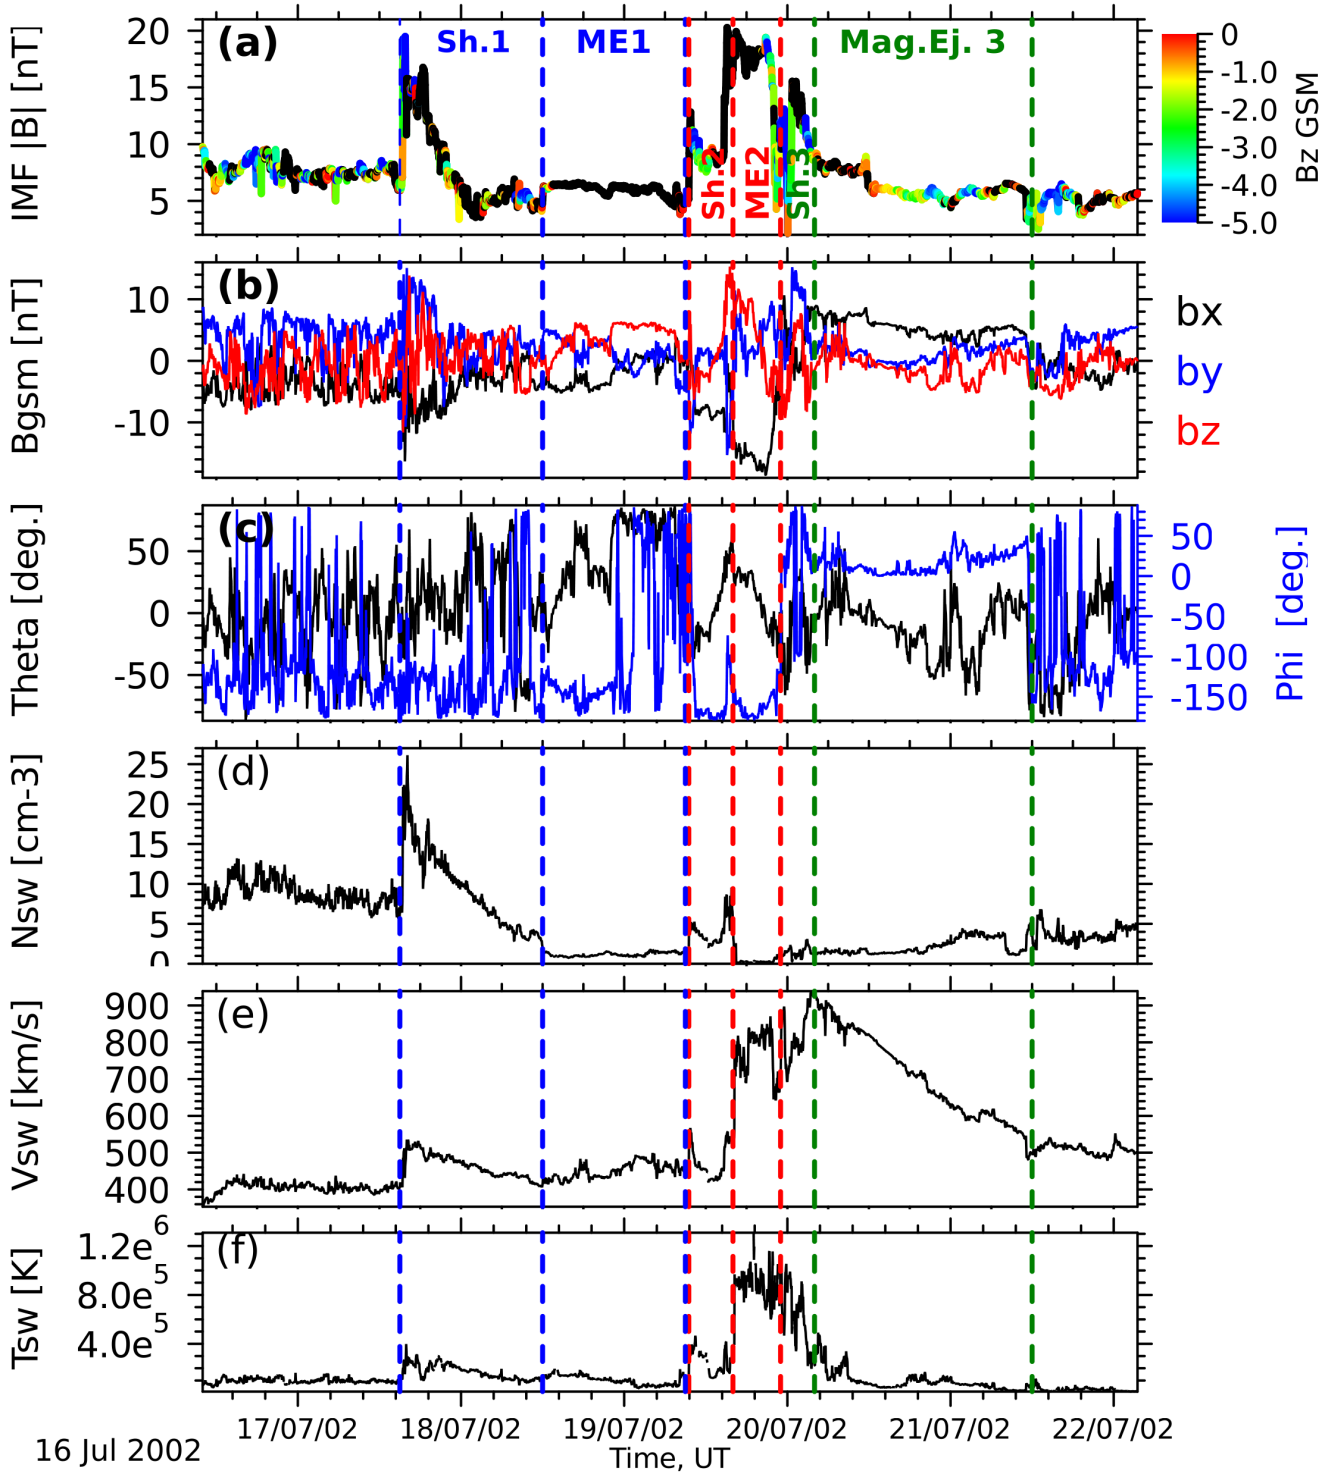 (a)
Sh.1
ME1
Mag.Ej. 3
Sh.2
ME2
Sh.3
IMF |B| [nT]
20
15
10
5
0
-1.0
-2.0
-3.0
-4.0
-5.0
Bz GSM
(b)
Bgsm [nT]
10
0
-10
bx
by
bz
(c)
Theta [deg.]
50
0
-50
50
0
-50
-100
-150
Phi [deg.]
(d)
Nsw [cm-3]
25
20
15
10
5
0
(e)
Vsw [km/s]
900
800
700
600
500
400
(f)
Tsw [K]
1.2e6
8.0e5
4.0e5
17/07/02
18/07/02
19/07/02
20/07/02
21/07/02
22/07/02
16 Jul 2002
Time, UT